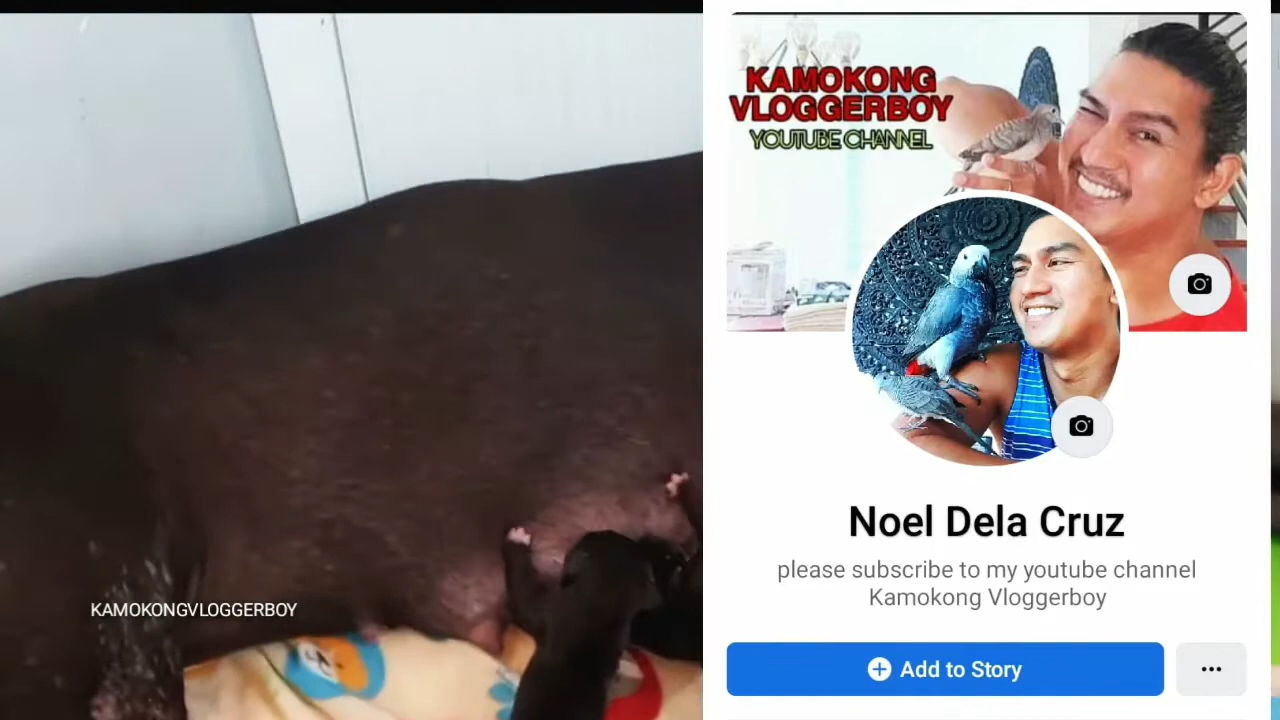 KAMOKONG
VLOGGERBOY
YOUTUBE CHANNEL
Noel Dela Cruz
please subscribe to my youtube channel
Kamokong Vloggerboy
Add to Story
KAMOKONGVLOGGERBOY